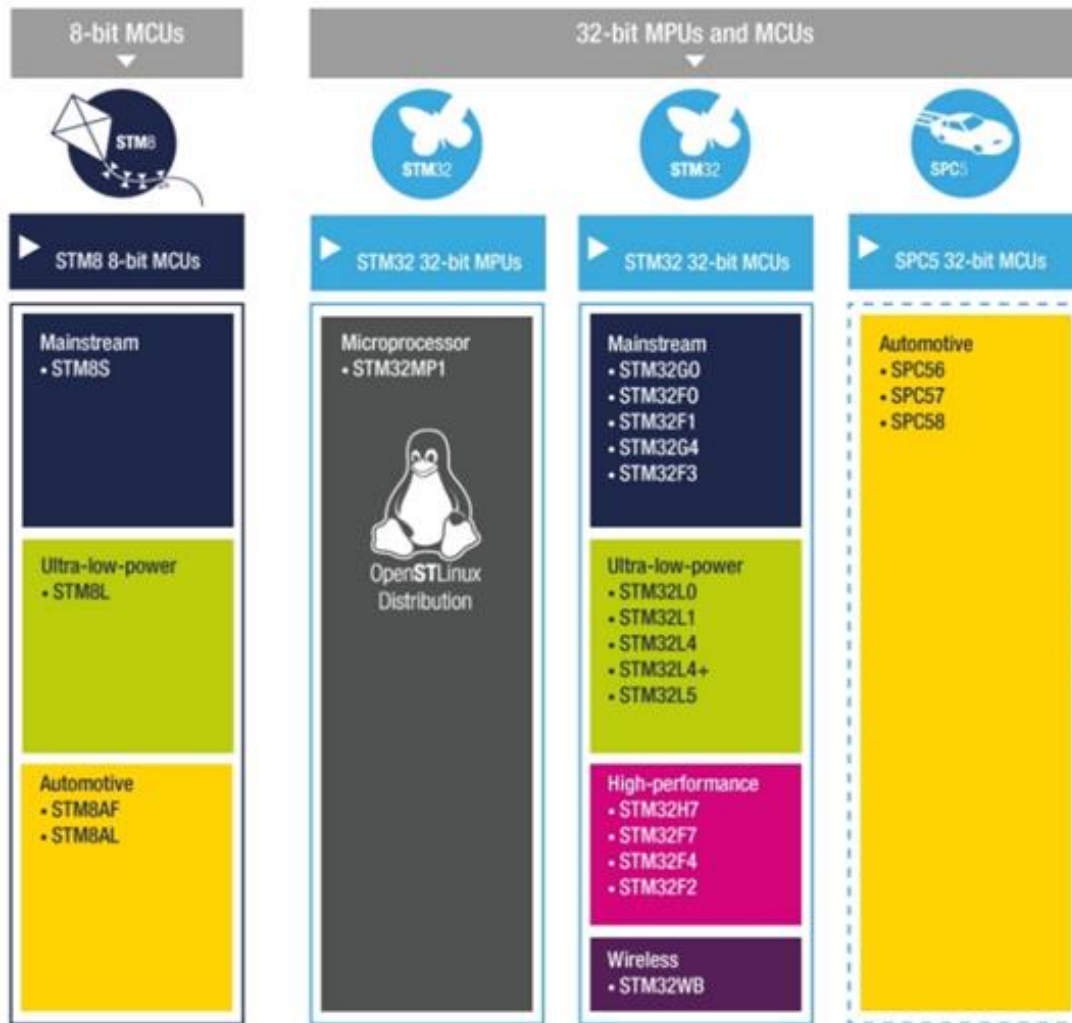 8-bit MCUs
32-bit MPUs and MCUs
STM8
STM32
STM32
SPC5
STM8 8-bit MCUs
STM32 32-bit MPUs
STM32 32-bit MCUs
SPC5 32-bit MCUs
Mainstream
• STM8S
Ultra-low-power
• STM8L
Automotive
• STM8AF
• STM8AL
Microprocessor
• STM32MP1
OpenSTLinux
Distribution
Mainstream
• STM32G0
• STM32F0
• STM32F1
• STM32G4
• STM32F3
Ultra-low-power
• STM32L0
• STM32L1
• STM32L4
• STM32L4+
• STM32L5
High-performance
• STM32H7
• STM32F7
• STM32F4
• STM32F2
Wireless
• STM32WB
Automotive
• SPC56
• SPC57
• SPC58